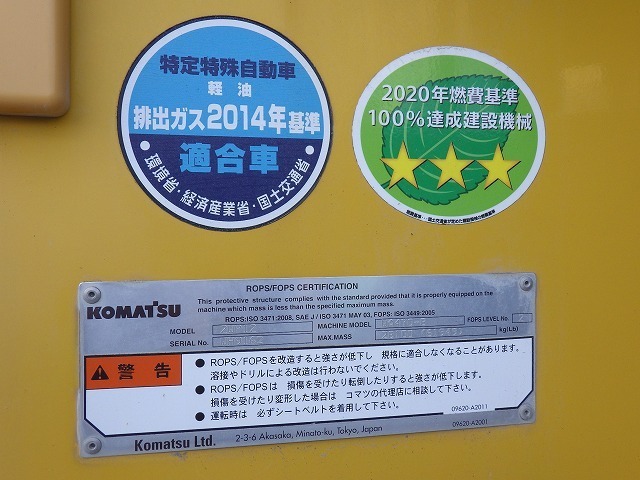 特定特殊自動車
軽油
排出ガス2014年基準
適合車
・環境省・経済産業省・国土交通省・
2020年燃費基準
100%達成建設機械
ROPS/FOPS CERTIFICATION
KOMATSU
This protective structure complies with the standard provided that it is properly equipped on the
machine which mass is less than the specified maximum mass.
ROPS:ISO 3471:2008, SAE J / ISO 3471 MAY 03, FOPS: ISO 3449:2005
MODEL
MACHINE MODEL
FOPS LEVEL No.
SERIAL No.
MAX.MASS
kg(Lb)
警告
● ROPS/FOPSを改造すると強さが低下し 規格に適合しなくなることがあります。
溶接やドリルによる改造は行わないでください。
● ROPS/FOPSは 損傷を受けたり転倒したりすると強さが低下します。
損傷を受けたり変形した場合は コマツの代理店に相談して下さい。
● 運転時は 必ずシートベルトを着用して下さい。
09620-A2011
Komatsu Ltd.
2-3-6 Akasaka, Minato-ku, Tokyo, Japan
09620-A2001